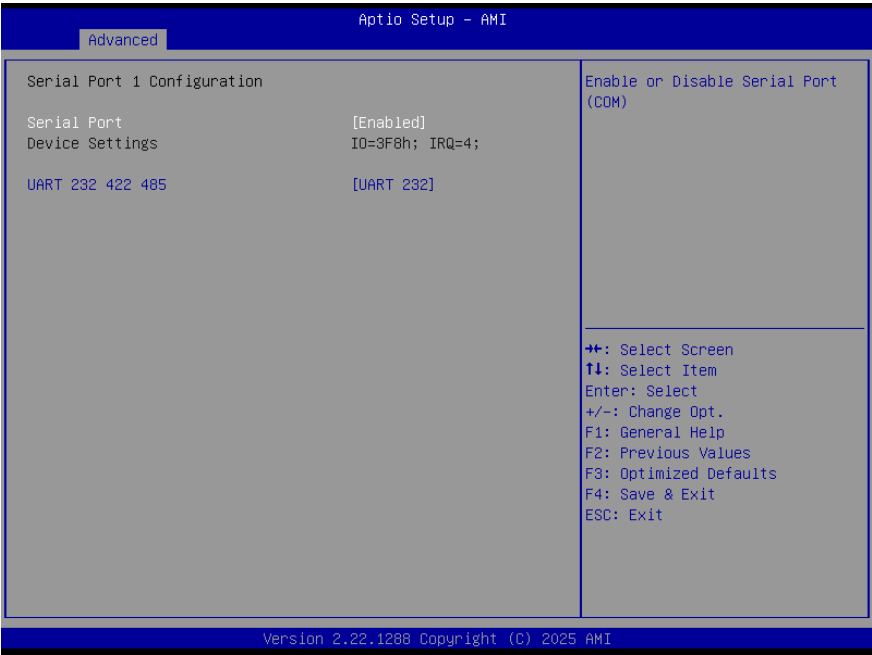 Aptio Setup – AMI
Advanced
Serial Port 1 Configuration
Serial Port [Enabled]
Device Settings IO=3F8h; IRQ=4;
UART 232 422 485 [UART 232]
Enable or Disable Serial Port
(COM)
→←: Select Screen
↑↓: Select Item
Enter: Select
+/-: Change Opt.
F1: General Help
F2: Previous Values
F3: Optimized Defaults
F4: Save & Exit
ESC: Exit
Version 2.22.1288 Copyright (C) 2025 AMI